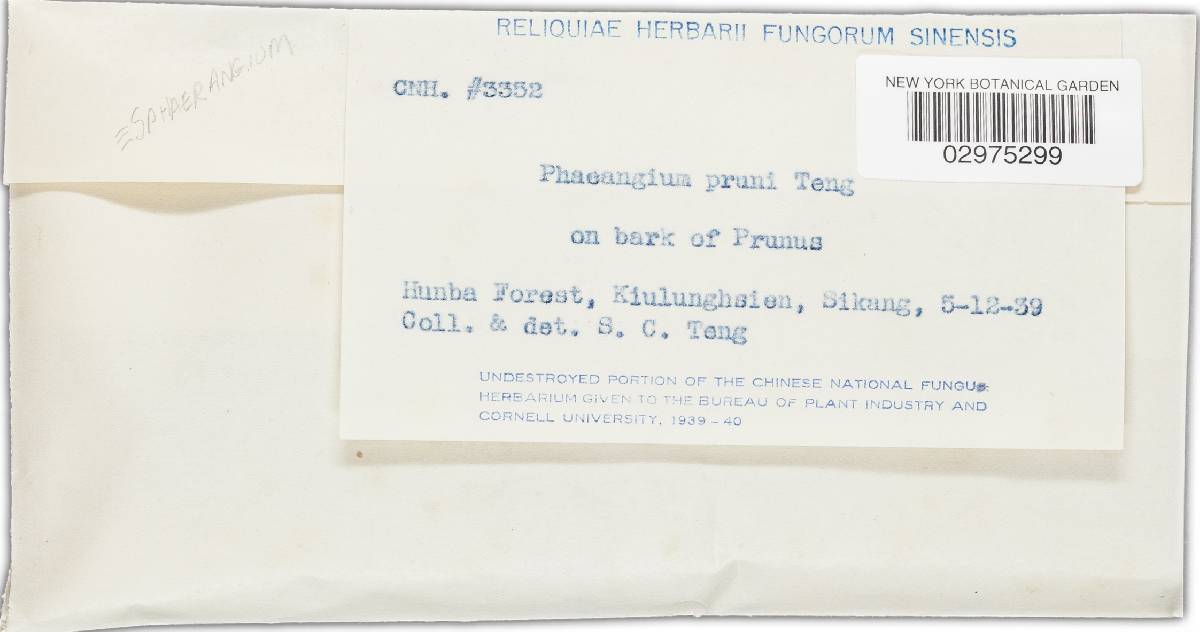 RELIQUIAE HERBARII FUNGORUM SINENSIS
≡SPHAERANGIUM
CNH. #3352
NEW YORK BOTANICAL GARDEN
02975299
Phaeangium pruni Teng
on bark of Prunus
Hunba Forest, Kiulunghsien, Sikang, 5-12-39
Coll. & det. S. C. Teng
UNDESTROYED PORTION OF THE CHINESE NATIONAL FUNGUS
HERBARIUM GIVEN TO THE BUREAU OF PLANT INDUSTRY AND
CORNELL UNIVERSITY, 1939-40